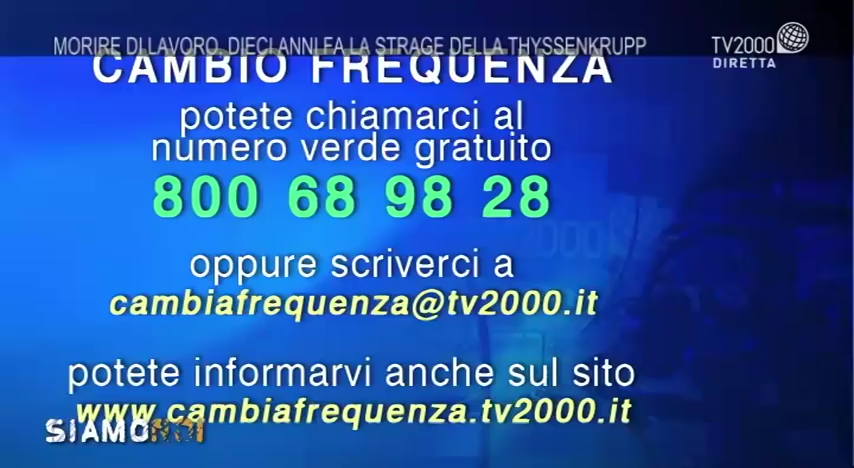 MORIRE DI LAVORO, DIECI ANNI FA LA STRAGE DELLA THYSSENKRUPP
TV2000
DIRETTA
CAMBIO FREQUENZA
potete chiamarci al
numero verde gratuito
800 68 98 28
oppure scriverci a
cambiafrequenza@tv2000.it
potete informarvi anche sul sito
www.cambiafrequenza.tv2000.it
SIAMONOI